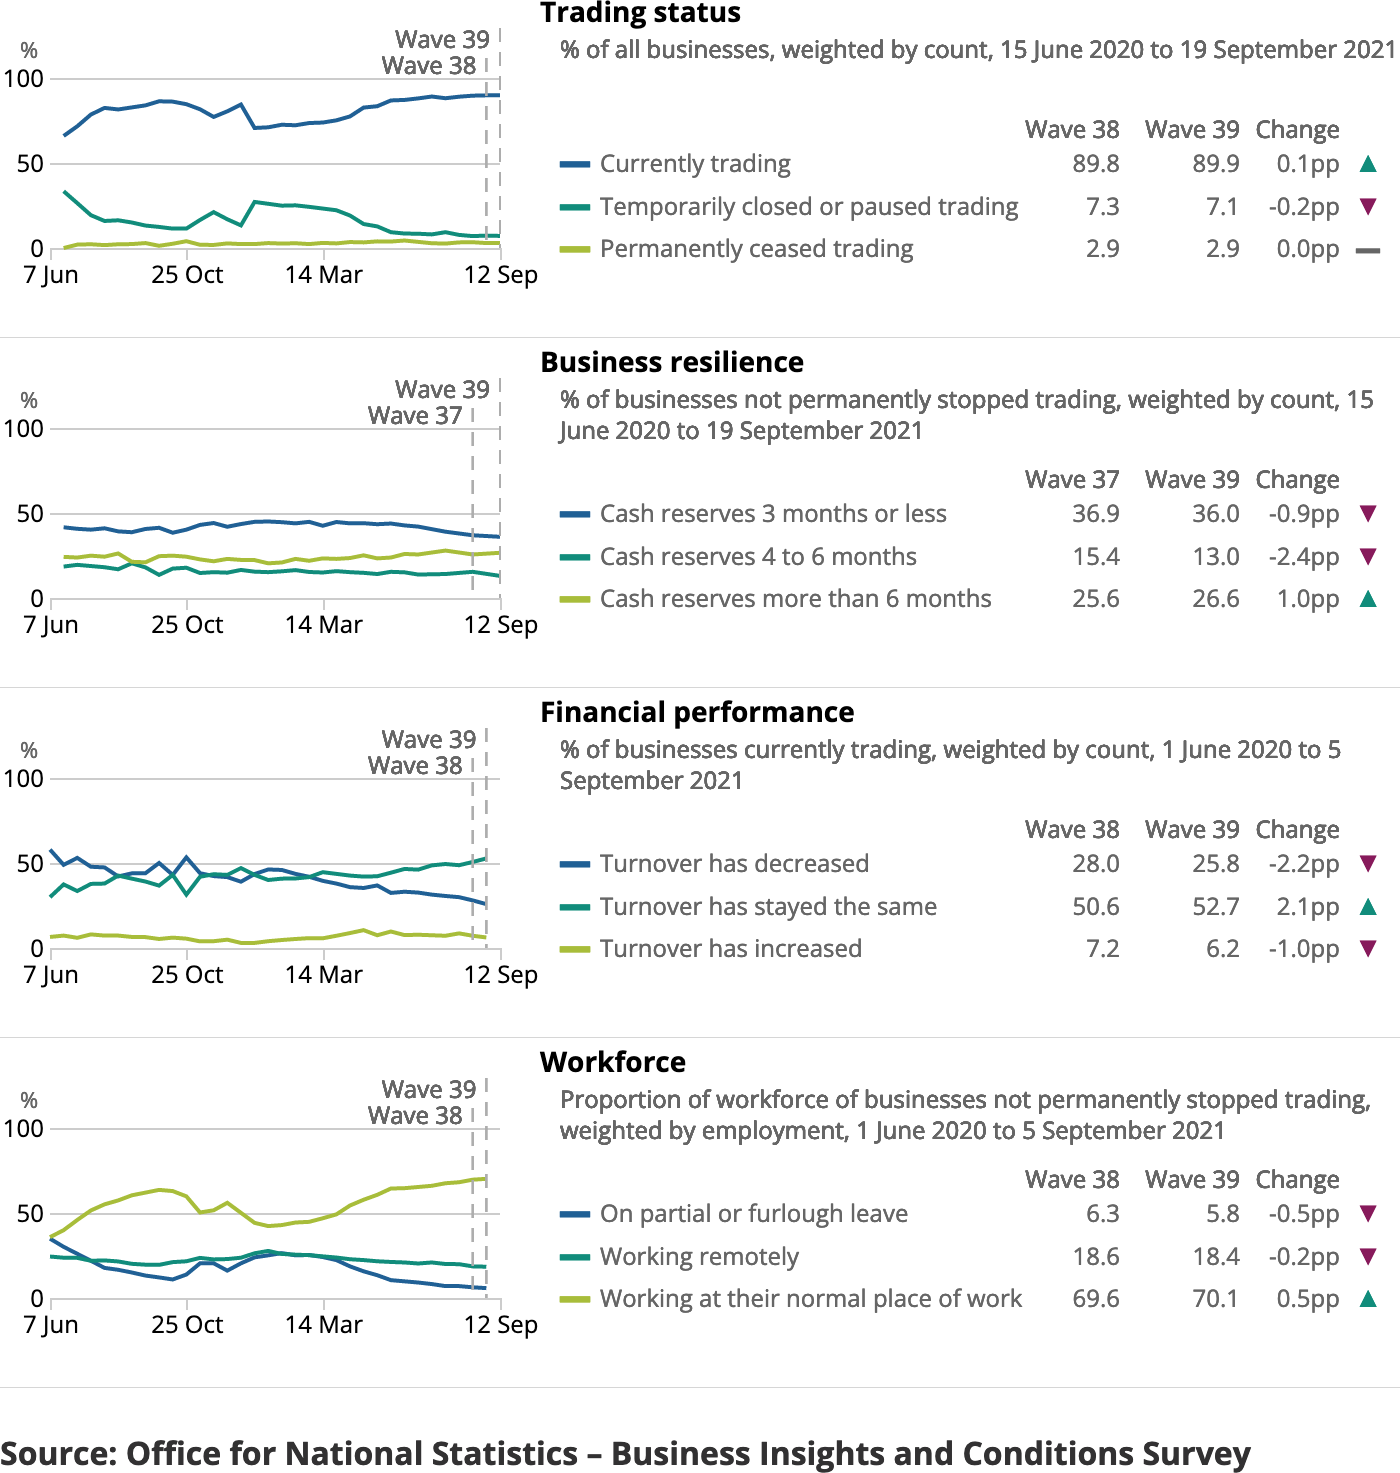 Trading status
% of all businesses, weighted by count, 15 June 2020 to 19 September 2021
Wave 39
Wave 38
%
100
50
0
7 Jun 25 Oct 14 Mar 12 Sep
Wave 38 Wave 39 Change
Currently trading 89.8 89.9 0.1pp ▲
Temporarily closed or paused trading 7.3 7.1 -0.2pp ▼
Permanently ceased trading 2.9 2.9 0.0pp —
Business resilience
% of businesses not permanently stopped trading, weighted by count, 15
June 2020 to 19 September 2021
Wave 39
Wave 37
%
100
50
0
7 Jun 25 Oct 14 Mar 12 Sep
Wave 37 Wave 39 Change
Cash reserves 3 months or less 36.9 36.0 -0.9pp ▼
Cash reserves 4 to 6 months 15.4 13.0 -2.4pp ▼
Cash reserves more than 6 months 25.6 26.6 1.0pp ▲
Financial performance
% of businesses currently trading, weighted by count, 1 June 2020 to 5
September 2021
Wave 39
Wave 38
%
100
50
0
7 Jun 25 Oct 14 Mar 12 Sep
Wave 38 Wave 39 Change
Turnover has decreased 28.0 25.8 -2.2pp ▼
Turnover has stayed the same 50.6 52.7 2.1pp ▲
Turnover has increased 7.2 6.2 -1.0pp ▼
Workforce
Proportion of workforce of businesses not permanently stopped trading,
weighted by employment, 1 June 2020 to 5 September 2021
Wave 39
Wave 38
%
100
50
0
7 Jun 25 Oct 14 Mar 12 Sep
Wave 38 Wave 39 Change
On partial or furlough leave 6.3 5.8 -0.5pp ▼
Working remotely 18.6 18.4 -0.2pp ▼
Working at their normal place of work 69.6 70.1 0.5pp ▲
Source: Office for National Statistics – Business Insights and Conditions Survey